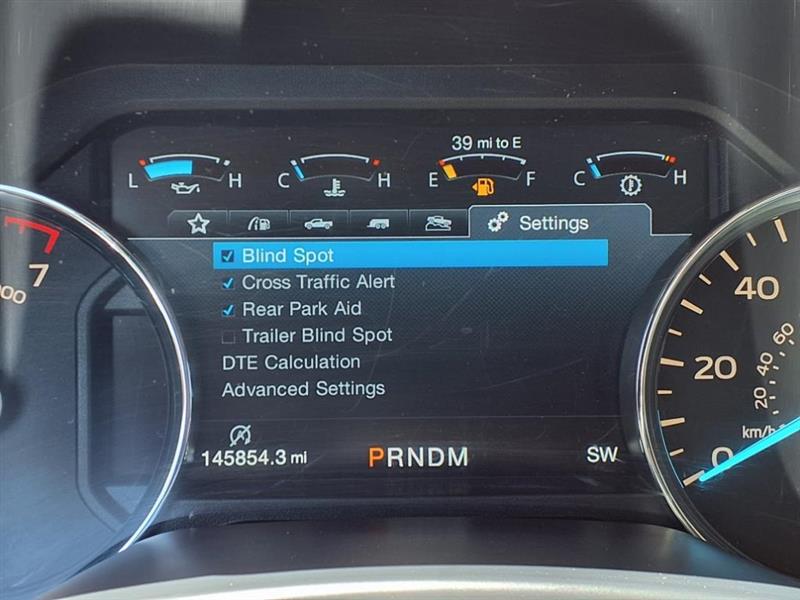 39 mi to E
L H C H E F C H
Settings
Blind Spot
Cross Traffic Alert
Rear Park Aid
Trailer Blind Spot
DTE Calculation
Advanced Settings
145854.3 mi
PRNDM
SW
7
40
20
0
60
40
20
km/h